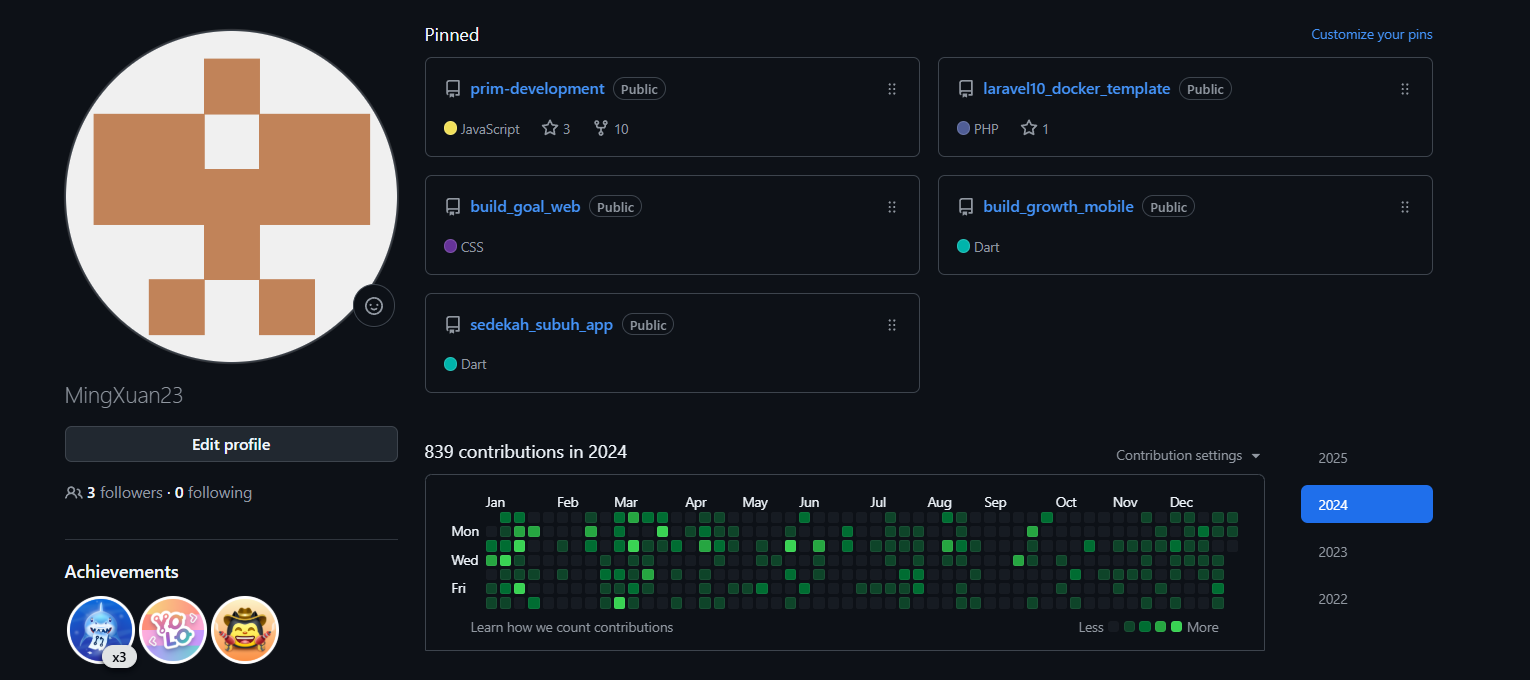 Pinned
Customize your pins
prim-development Public
JavaScript 3 10
laravel10_docker_template Public
PHP 1
build_goal_web Public
CSS
build_growth_mobile Public
Dart
sedekah_subuh_app Public
Dart
MingXuan23
Edit profile
3 followers · 0 following
Achievements
YOLO
x3
839 contributions in 2024
Contribution settings
Jan Feb Mar Apr May Jun Jul Aug Sep Oct Nov Dec
Mon
Wed
Fri
Learn how we count contributions
Less More
2025
2024
2023
2022